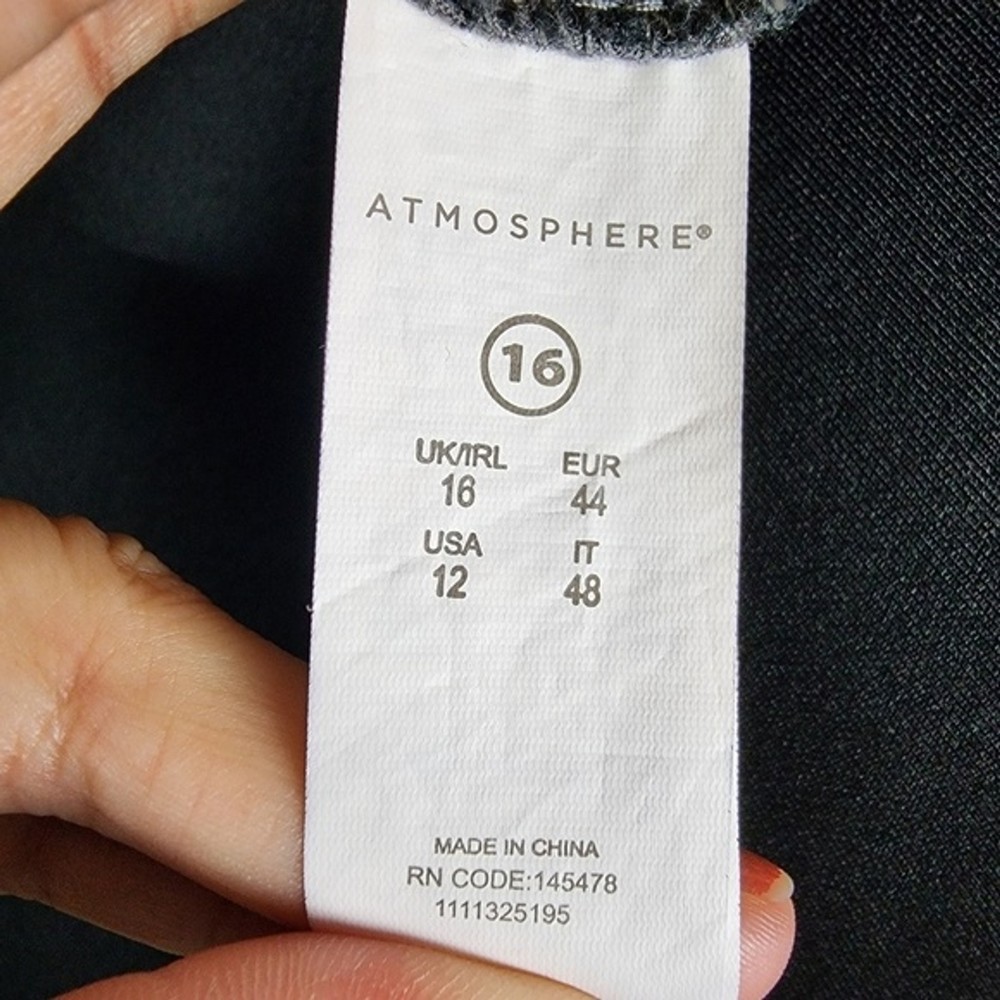 ATMOSPHERE®
16
UK/IRL EUR
16 44
USA IT
12 48
MADE IN CHINA
RN CODE:145478
1111325195